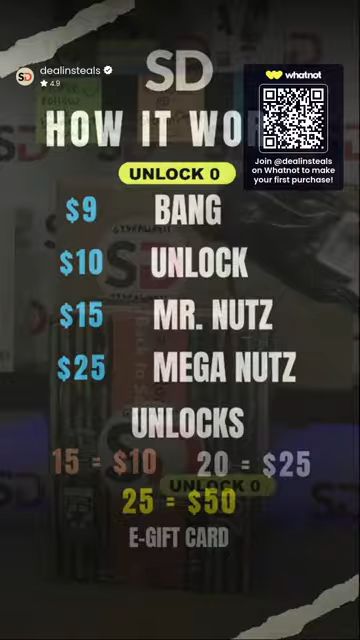 SD
dealinsteals
4.9
whatnot
HOW IT WOR
Join @dealinsteals
on Whatnot to make
your first purchase!
UNLOCK 0
$9 BANG
$10 UNLOCK
$15 MR. NUTZ
$25 MEGA NUTZ
UNLOCKS
15 = $10 20 = $25
UNLOCK 0
25 = $50
E-GIFT CARD